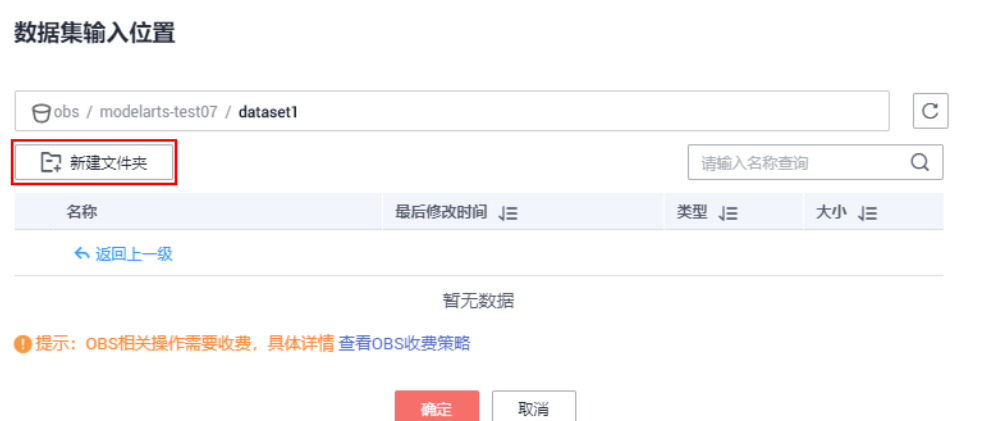 数据集输入位置
obs / modelarts-test07 / dataset1
新建文件夹 请输入名称查询
名称 最后修改时间 类型 大小
返回上一级
暂无数据
提示：OBS相关操作需要收费，具体详情 查看OBS收费策略
确定 取消